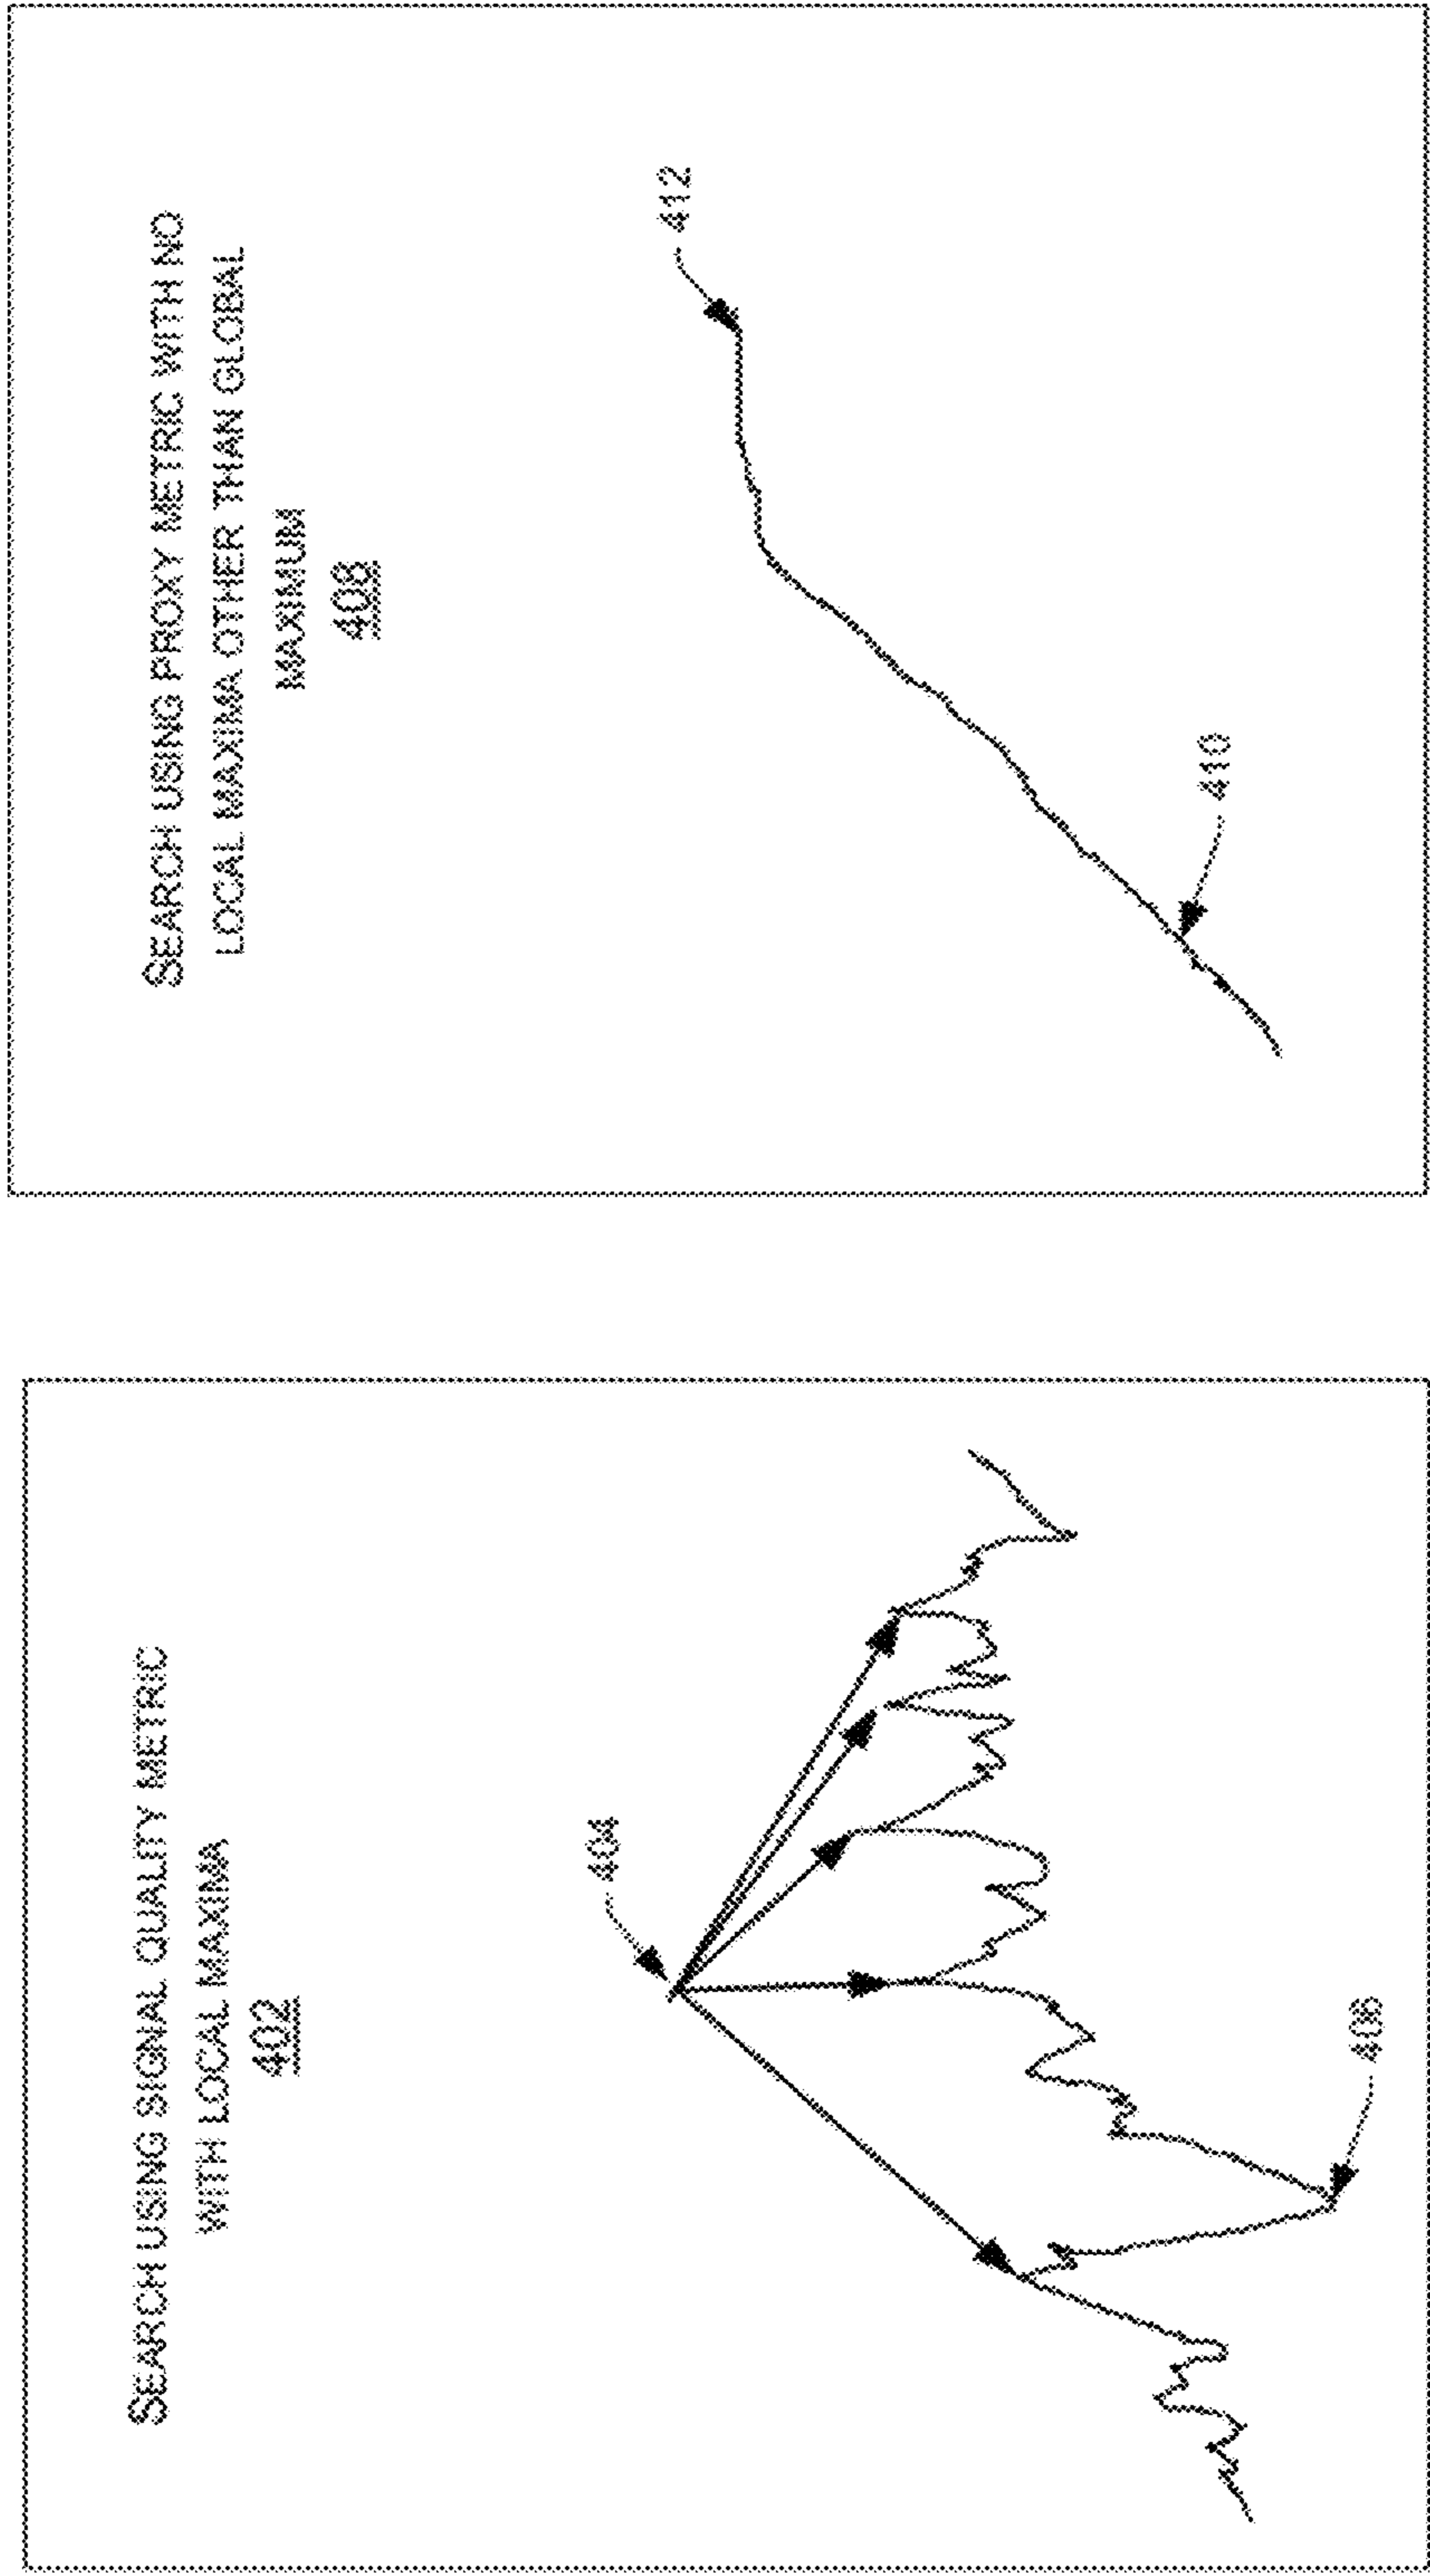 SEARCH USING SIGNAL QUALITY METRIC
WITH LOCAL MAXIMA
402
404
406
SEARCH USING PROXY METRIC WITH NO
LOCAL MAXIMA OTHER THAN GLOBAL
MAXIMUM
408
412
410